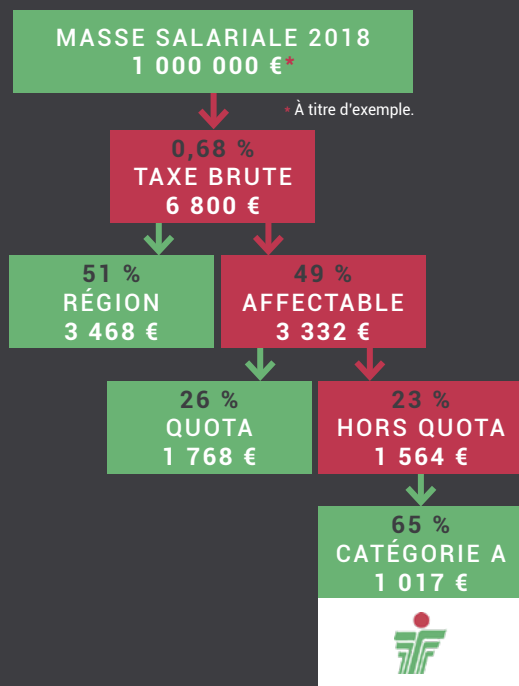 MASSE SALARIALE 2018
1 000 000 €*
* À titre d'exemple.
0,68 %
TAXE BRUTE
6 800 €
51 %
RÉGION
3 468 €
49 %
AFFECTABLE
3 332 €
26 %
QUOTA
1 768 €
23 %
HORS QUOTA
1 564 €
65 %
CATÉGORIE A
1 017 €